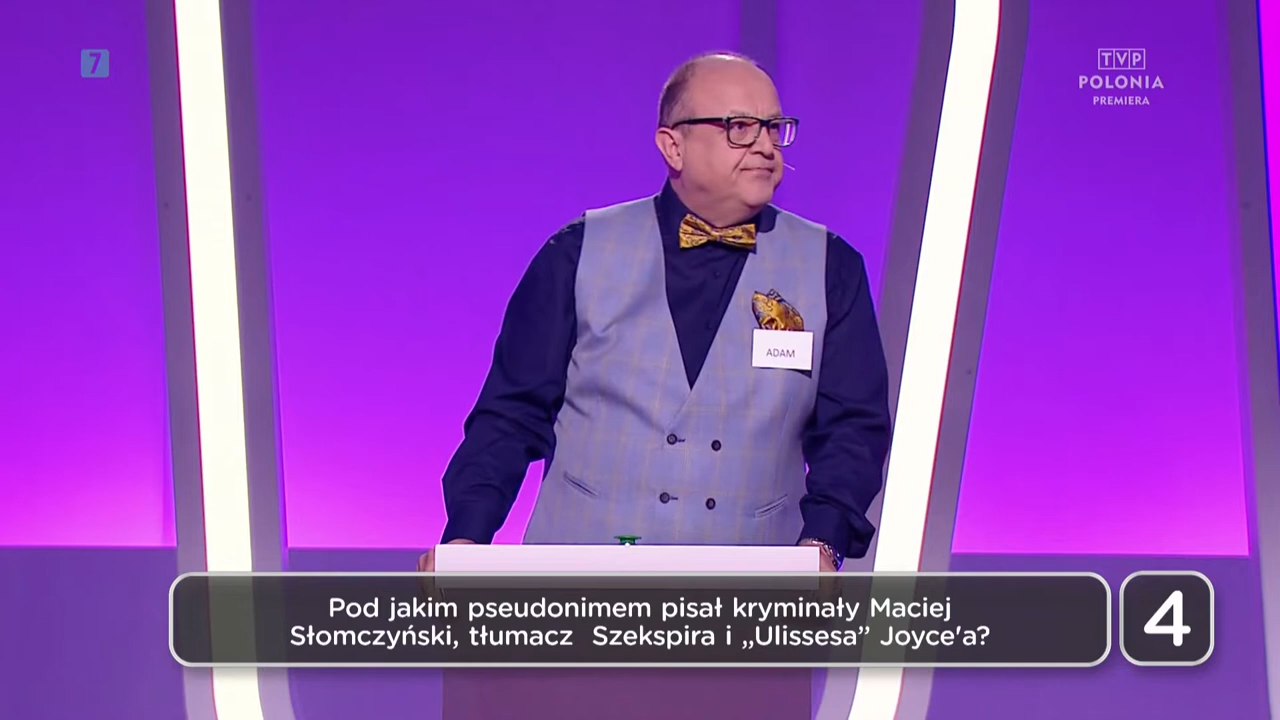 7
TVP
POLONIA
PREMIERA
ADAM
Pod jakim pseudonimem pisał kryminały Maciej
Słomczyński, tłumacz  Szekspira i „Ulissesa” Joyce'a?
4